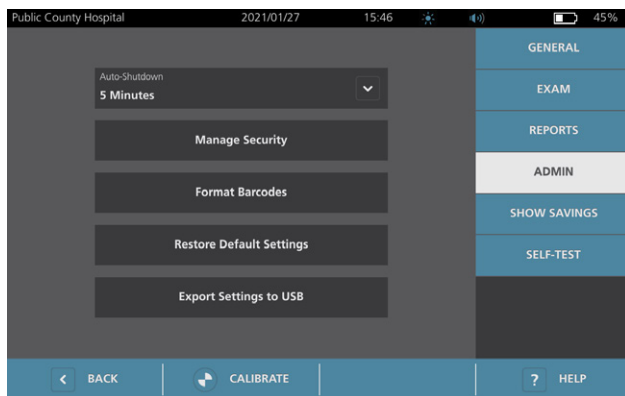 Public County Hospital 2021/01/27 15:46 45%
GENERAL
Auto-Shutdown
5 Minutes
EXAM
Manage Security
REPORTS
ADMIN
Format Barcodes
SHOW SAVINGS
Restore Default Settings
SELF-TEST
Export Settings to USB
BACK CALIBRATE ? HELP